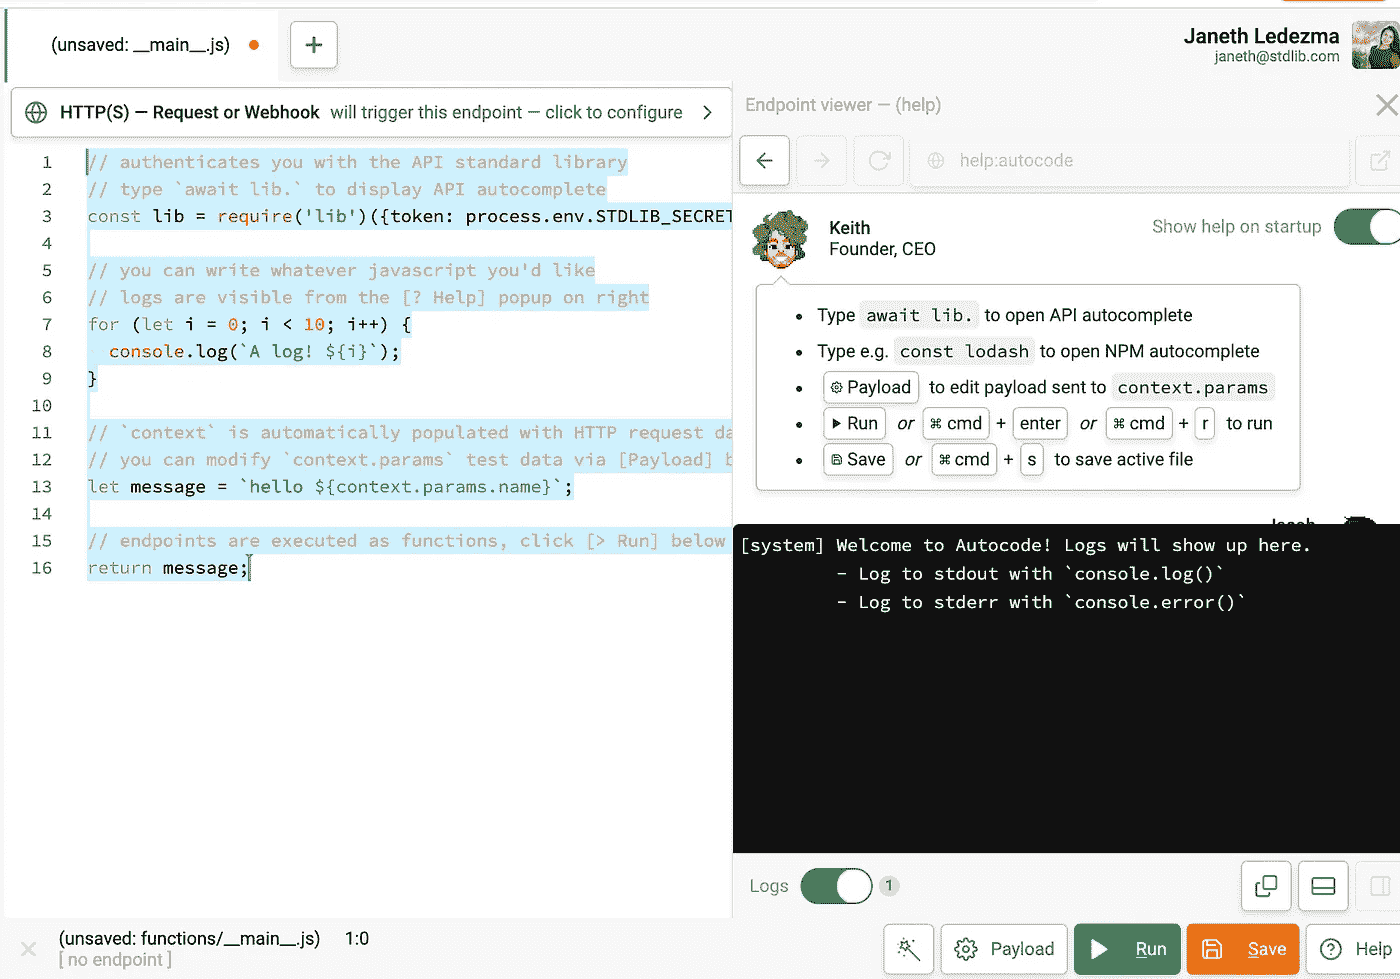 (unsaved: __main__.js)
Janeth Ledezma
janeth@stdlib.com
HTTP(S) — Request or Webhook will trigger this endpoint — click to configure
1 // authenticates you with the API standard library
2 // type `await lib.` to display API autocomplete
3 const lib = require('lib')({token: process.env.STDLIB_SECRET
4
5 // you can write whatever javascript you'd like
6 // logs are visible from the [? Help] popup on right
7 for (let i = 0; i < 10; i++) {
8 console.log(`A log! ${i}`);
9 }
10
11 // `context` is automatically populated with HTTP request da
12 // you can modify `context.params` test data via [Payload] b
13 let message = `hello ${context.params.name}`;
14
15 // endpoints are executed as functions, click [> Run] below
16 return message;
Endpoint viewer — (help)
help:autocode
Keith
Founder, CEO
Show help on startup
Type await lib. to open API autocomplete
Type e.g. const lodash to open NPM autocomplete
Payload to edit payload sent to context.params
Run or ⌘ cmd + enter or ⌘ cmd + r to run
Save or ⌘ cmd + s to save active file
[system] Welcome to Autocode! Logs will show up here.
- Log to stdout with `console.log()`
- Log to stderr with `console.error()`
Logs 1
(unsaved: functions/__main__.js) 1:0
[ no endpoint ]
Payload
Run
Save
Help